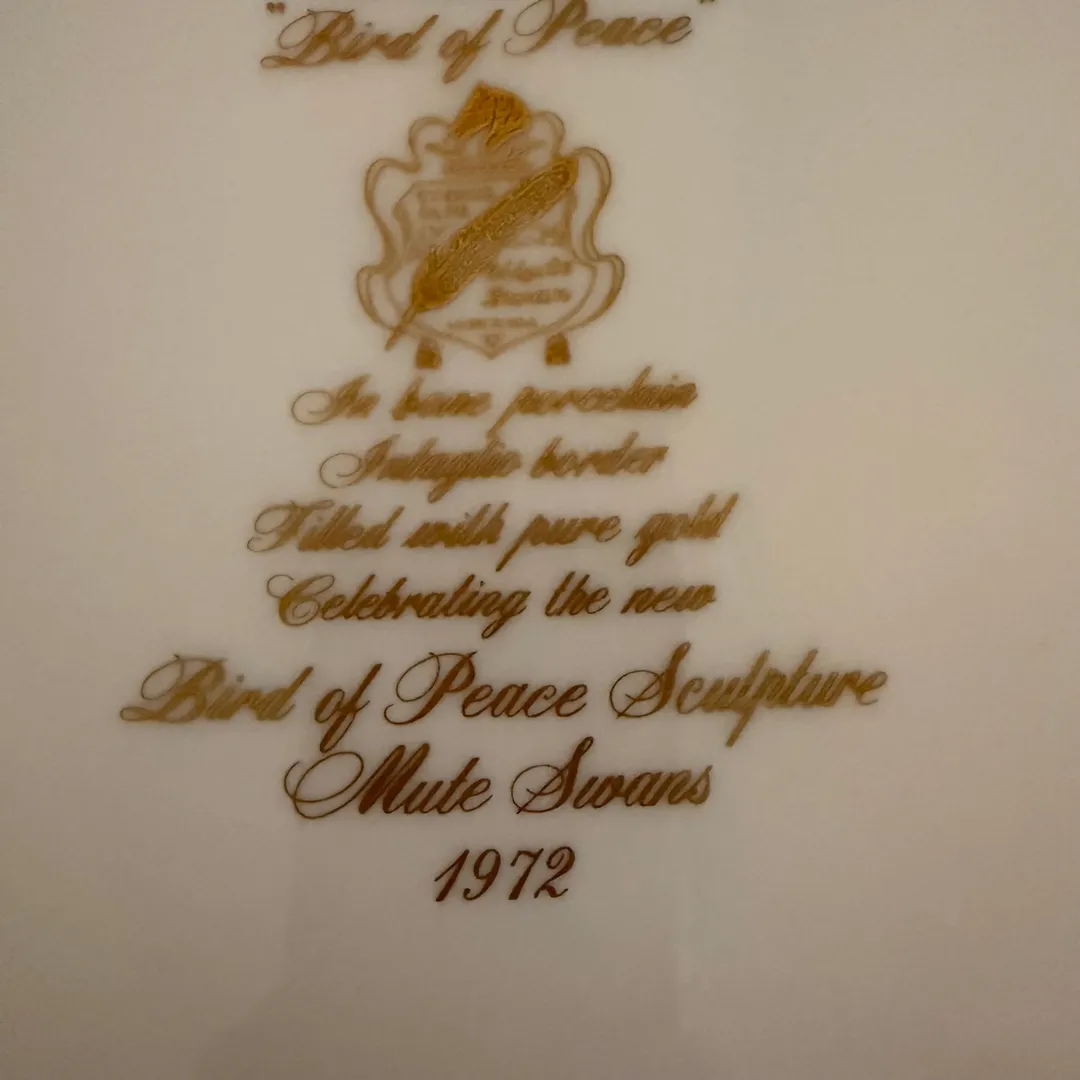 "Bird of Peace"
Swan
In bone porcelain
Intaglio border
Filled with pure gold
Celebrating the new
Bird of Peace Sculpture
Mute Swans
1972